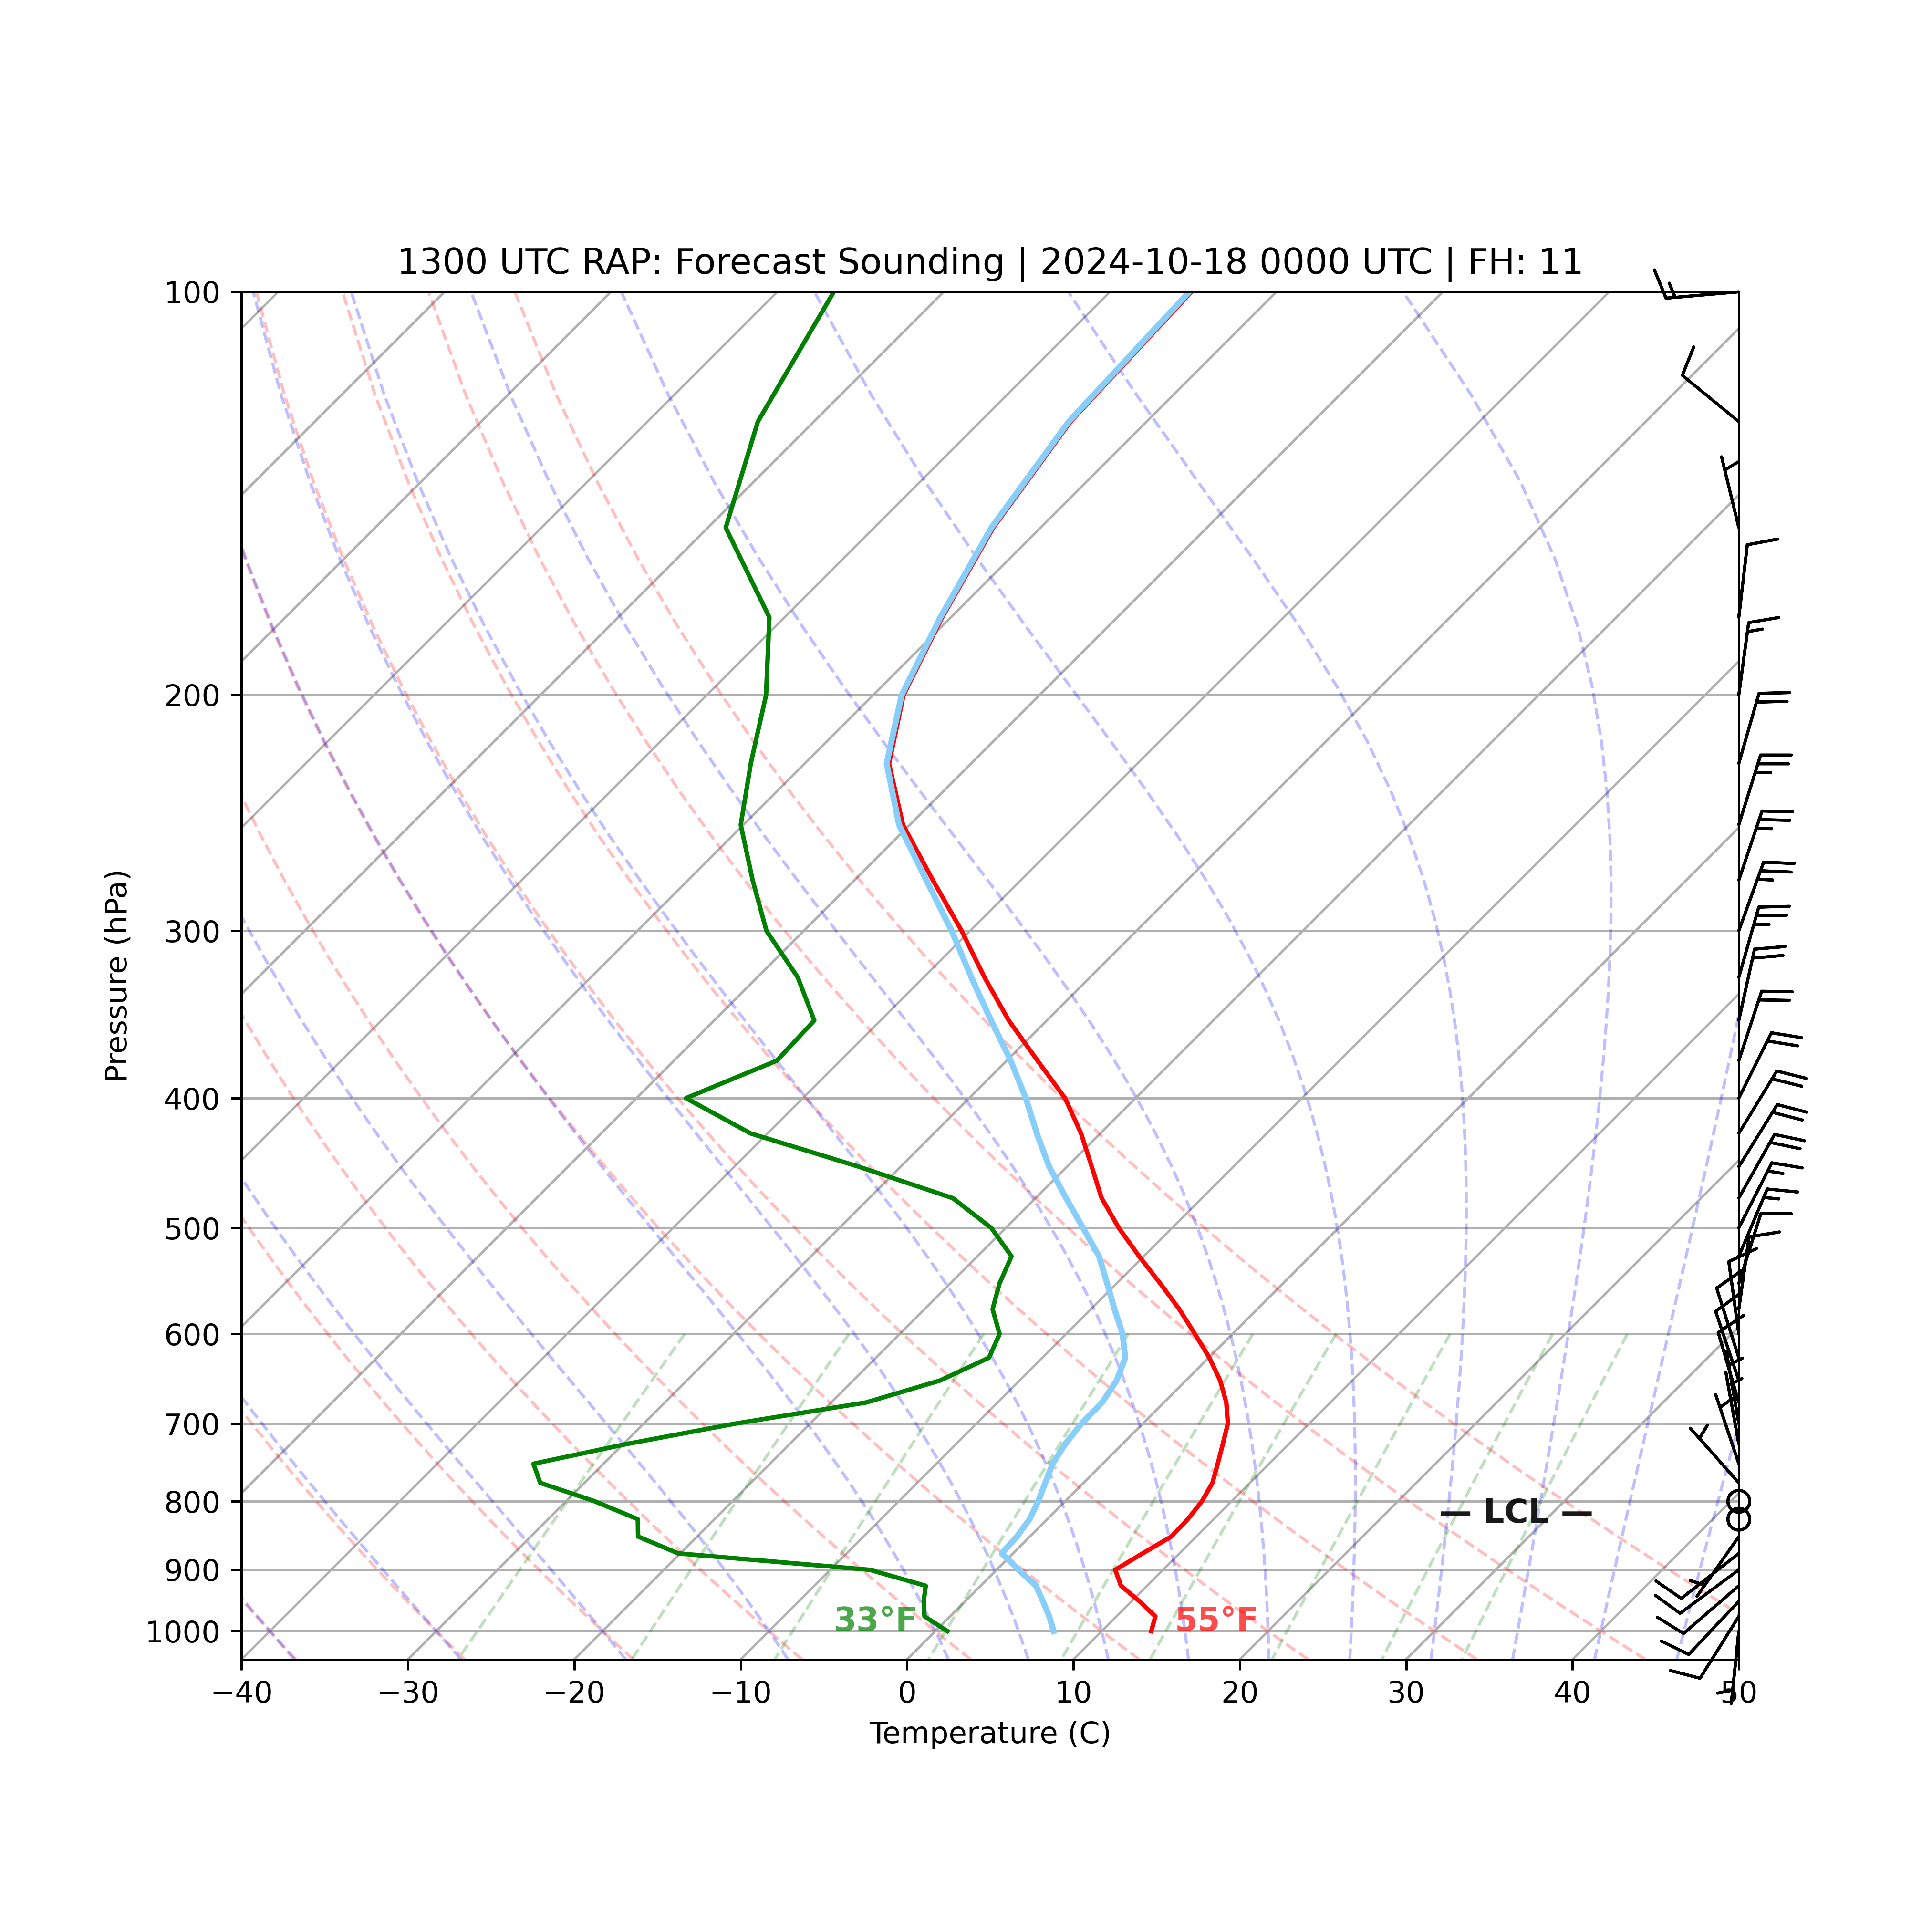 1300 UTC RAP: Forecast Sounding | 2024-10-18 0000 UTC | FH: 11
100
200
300
400
500
600
700
800
900
1000
Pressure (hPa)
— LCL —
33°F
55°F
−40 −30 −20 −10 0 10 20 30 40 50
Temperature (C)